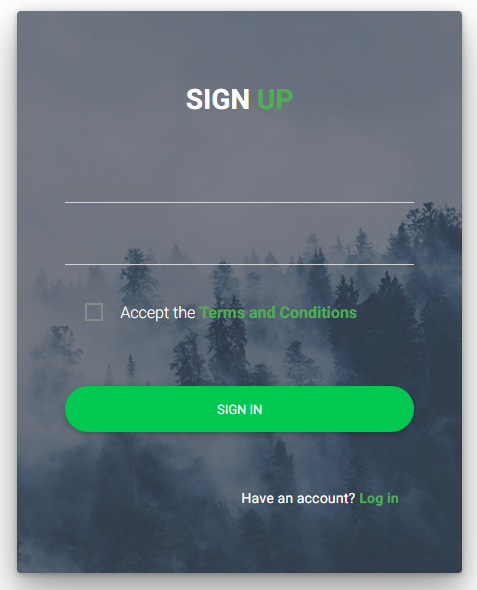 SIGN UP
Accept the Terms and Conditions
SIGN IN
Have an account? Log in